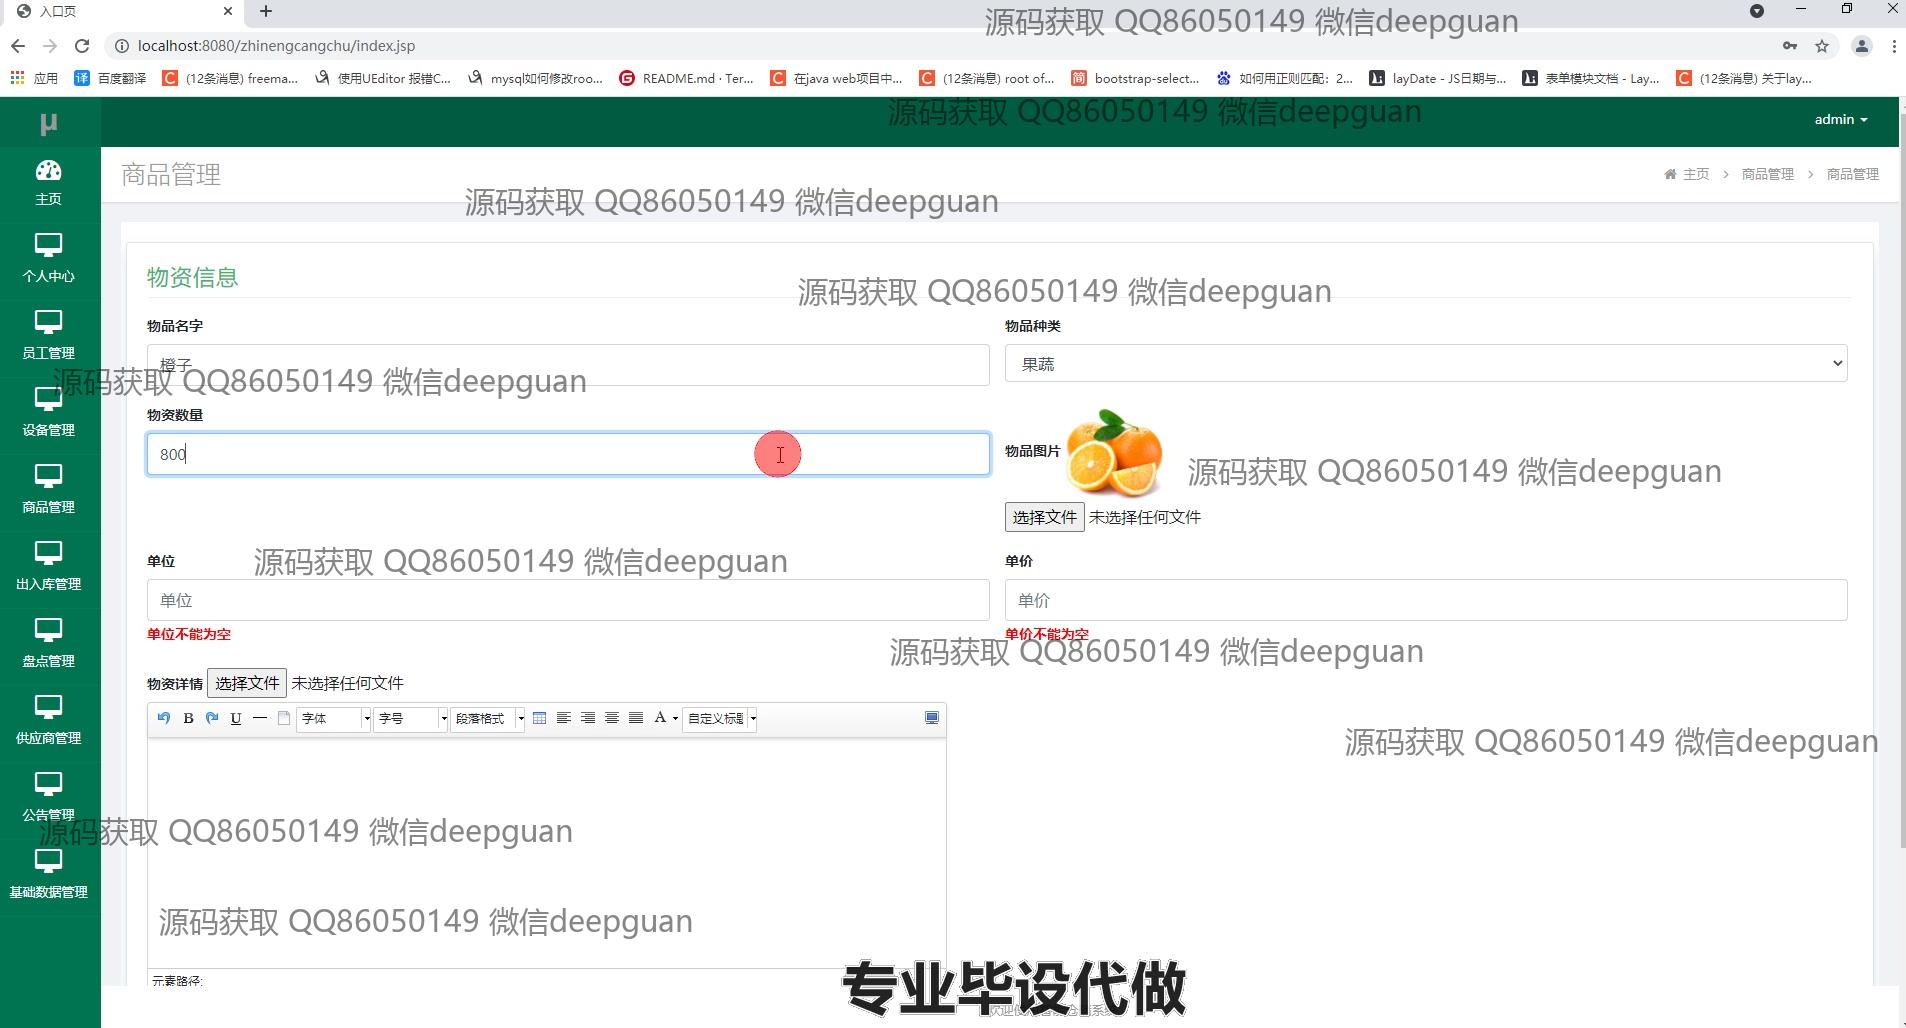 入口页
源码获取 QQ86050149 微信deepguan
localhost:8080/zhinengcangchu/index.jsp
应用 百度翻译 (12条消息) freema... 使用UEditor 报错C... mysql如何修改roo... README.md · Ter... 在java web项目中... (12条消息) root of... bootstrap-select... 如何用正则匹配：2... layDate - JS日期与... 表单模块文档 - Lay... (12条消息) 关于lay...
μ
源码获取 QQ86050149 微信deepguan
admin
主页
商品管理
主页 > 商品管理 > 商品管理
源码获取 QQ86050149 微信deepguan
个人中心
物资信息
源码获取 QQ86050149 微信deepguan
物品名字
物品种类
员工管理
橙子
果蔬
源码获取 QQ86050149 微信deepguan
物资数量
设备管理
800
物品图片
源码获取 QQ86050149 微信deepguan
商品管理
选择文件 未选择任何文件
单位
源码获取 QQ86050149 微信deepguan
单价
出入库管理
单位
单价
单位不能为空
单价不能为空
源码获取 QQ86050149 微信deepguan
盘点管理
物资详情 选择文件 未选择任何文件
B U 字体 字号 段落格式 A 自定义标题
供应商管理
源码获取 QQ86050149 微信deepguan
公告管理
源码获取 QQ86050149 微信deepguan
基础数据管理
源码获取 QQ86050149 微信deepguan
元素路径:
专业毕设代做